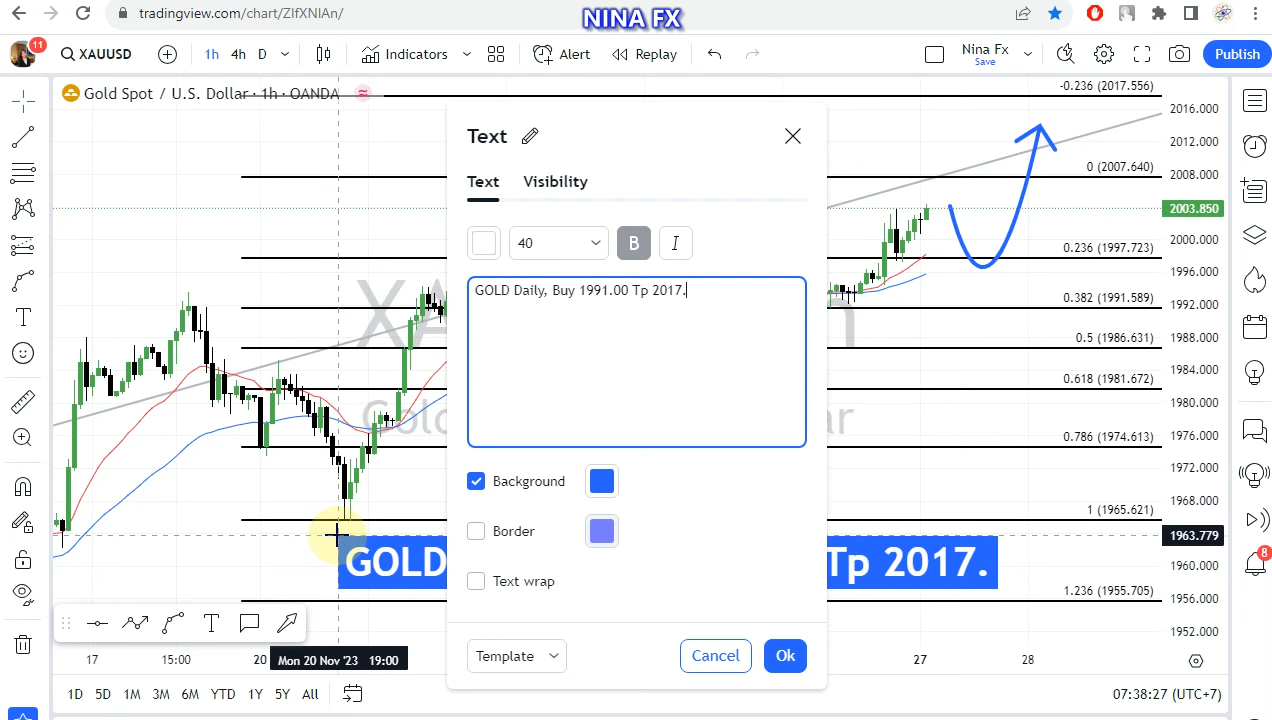 tradingview.com/chart/ZIfXNlAn/
NINA FX
11
XAUUSD
1h
4h
D
Indicators
Alert
Replay
Nina Fx
Save
Publish
Gold Spot / U.S. Dollar · 1h · OANDA
-0.236 (2017.556)
0 (2007.640)
0.236 (1997.723)
0.382 (1991.589)
0.5 (1986.631)
0.618 (1981.672)
0.786 (1974.613)
1 (1965.621)
1.236 (1955.705)
2016.000
2012.000
2008.000
2003.850
2000.000
1996.000
1992.000
1988.000
1984.000
1980.000
1976.000
1972.000
1968.000
1963.779
1960.000
1956.000
1952.000
Text
Text
Visibility
40
B
I
GOLD Daily, Buy 1991.00 Tp 2017.
Background
Border
Text wrap
Template
Cancel
Ok
GOLD
Tp 2017.
17
15:00
20
Mon 20 Nov '23 19:00
27
28
1D
5D
1M
3M
6M
YTD
1Y
5Y
All
07:38:27 (UTC+7)
8